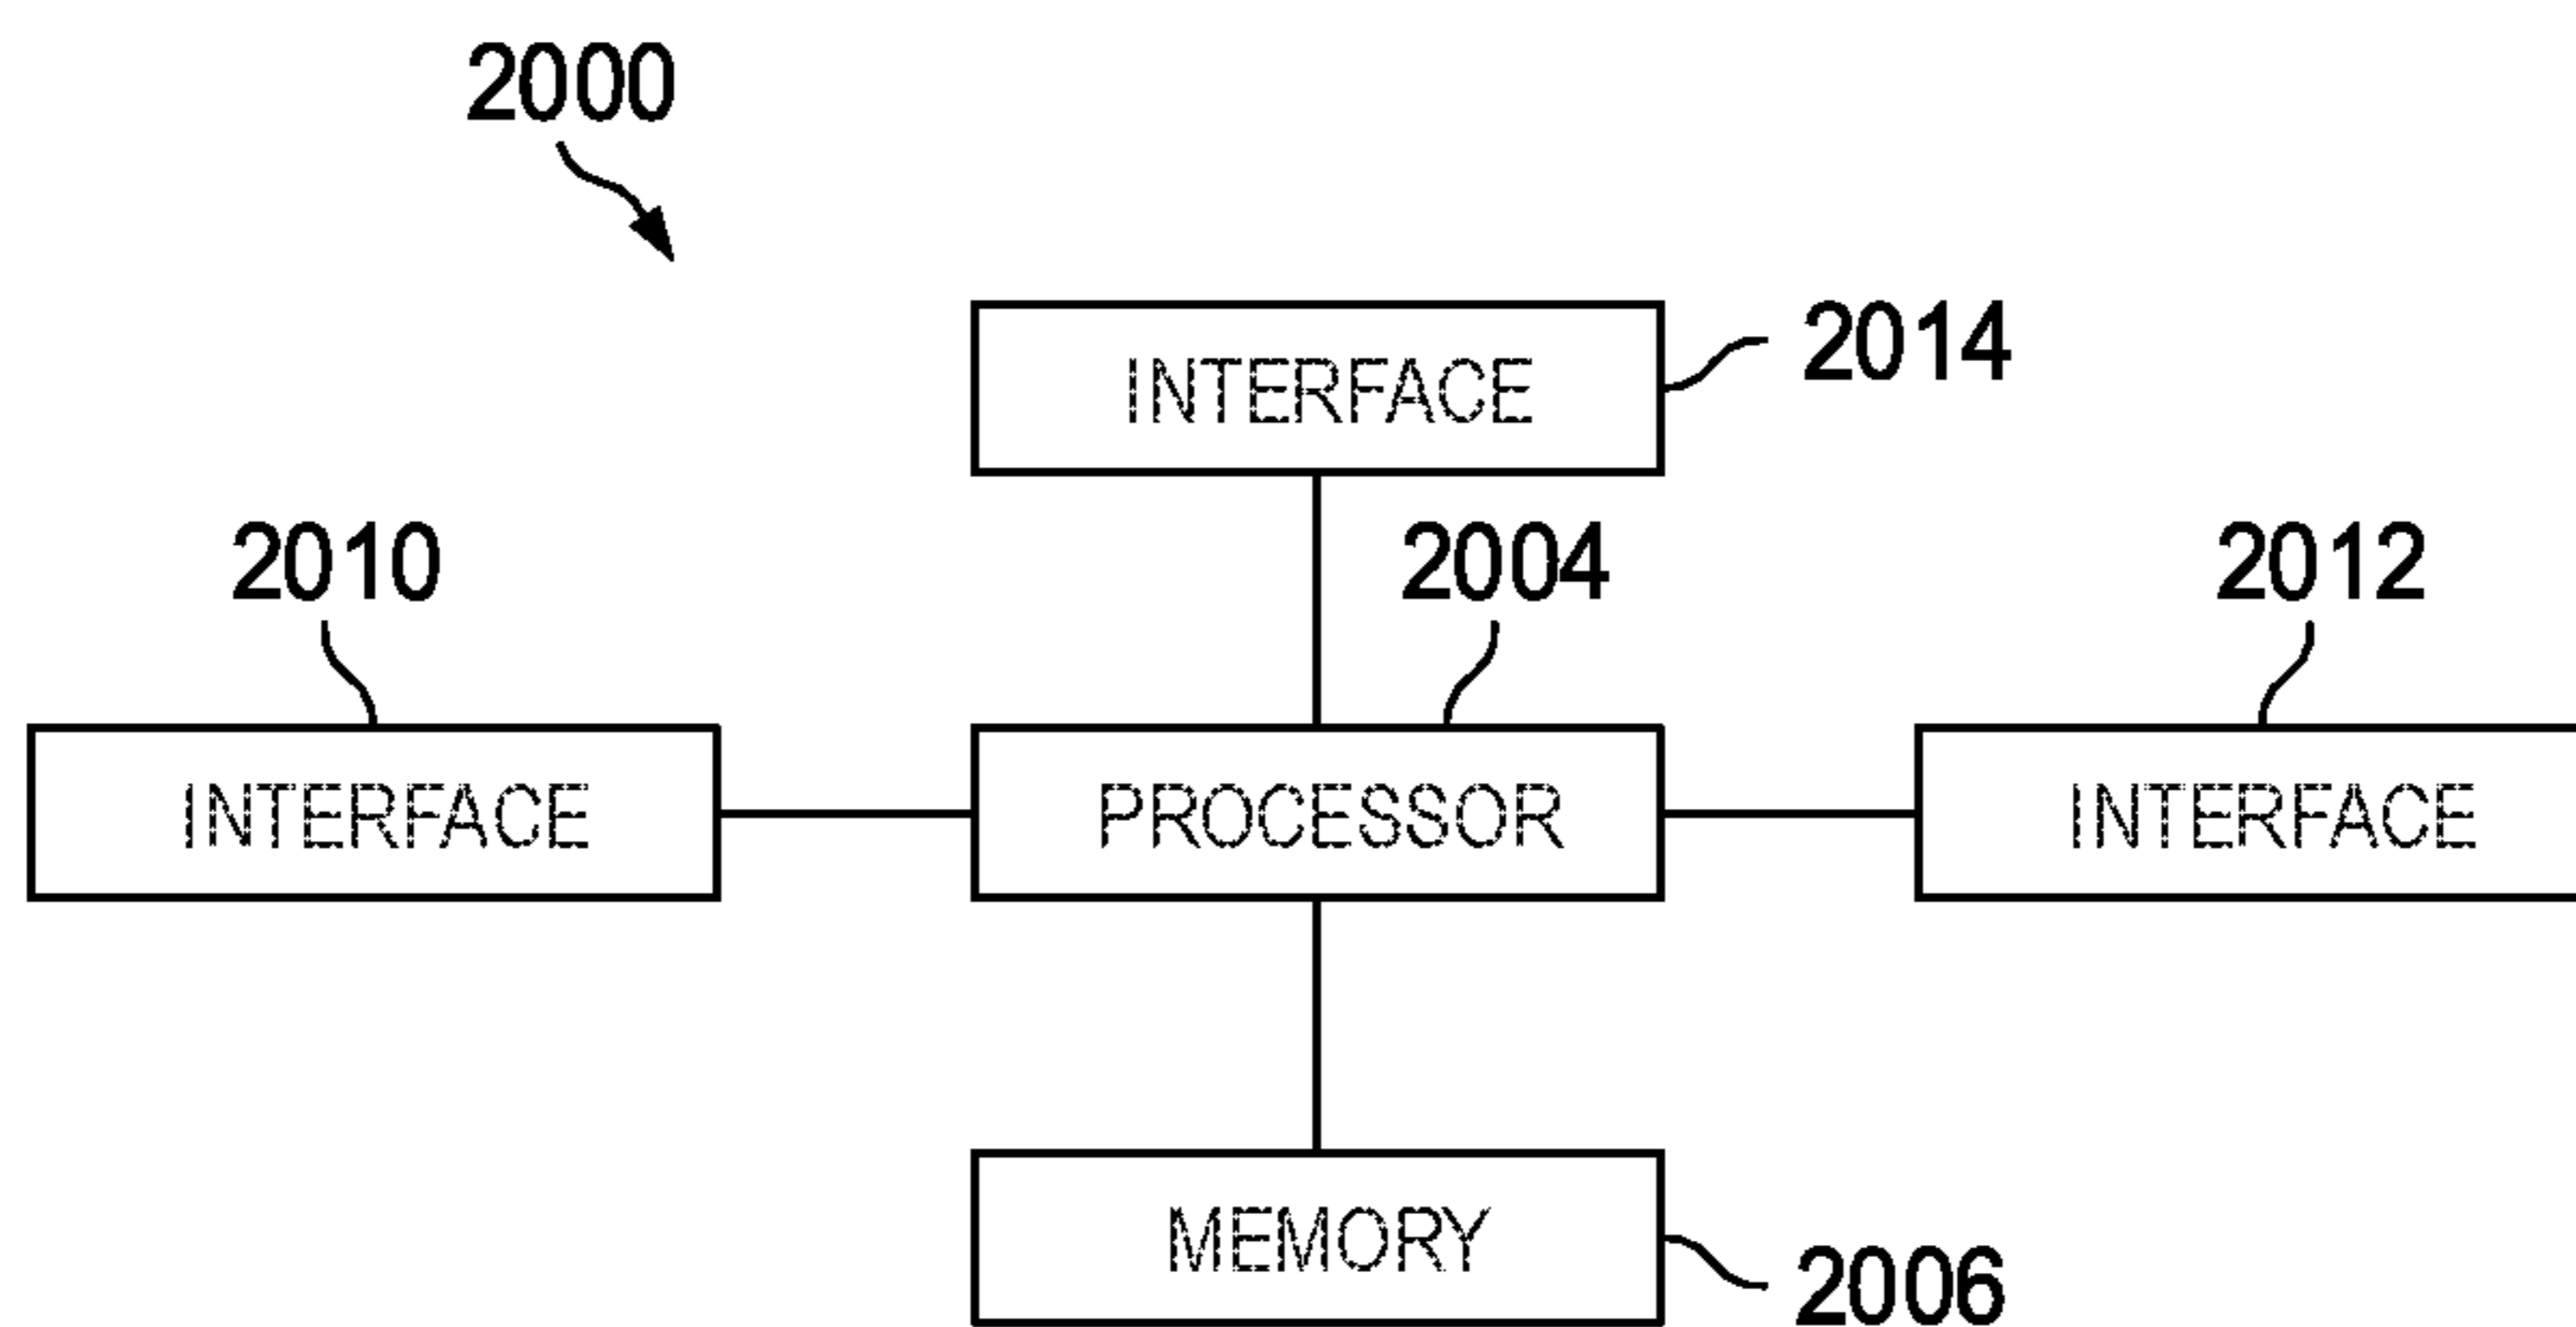 2000
INTERFACE
2014
2010
2004
2012
INTERFACE
PROCESSOR
INTERFACE
MEMORY
2006